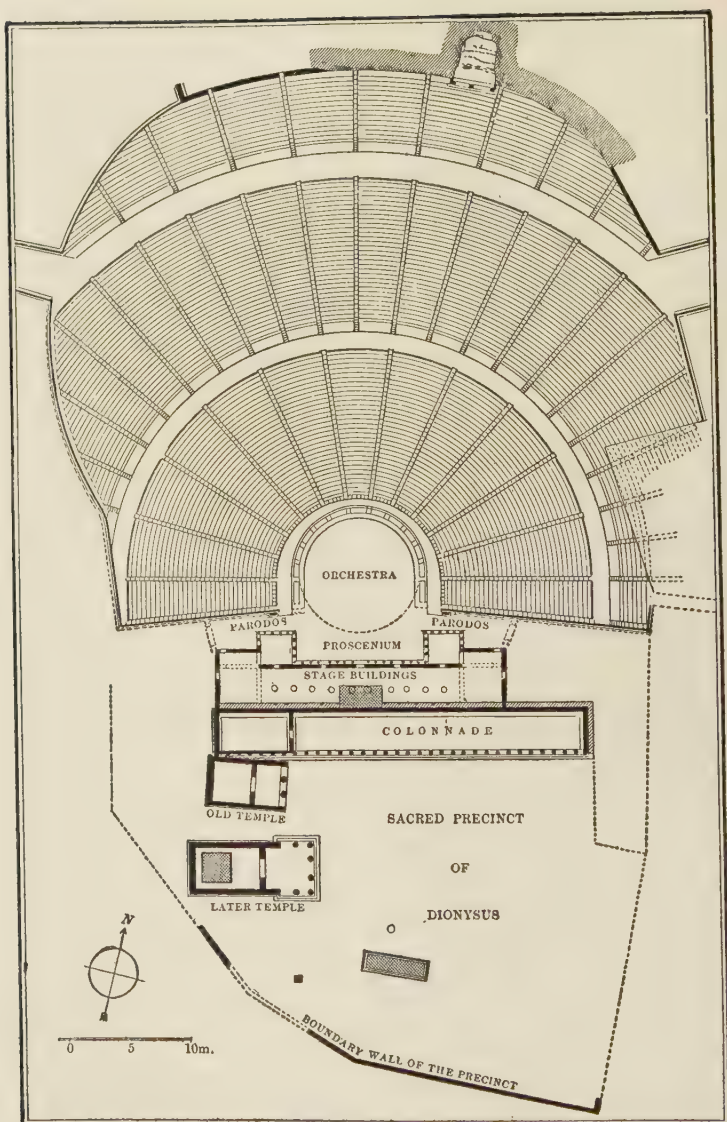 ORCHESTRA
PARODOS
PARODOS
PROSCENIUM
STAGE BUILDINGS
COLONNADE
OLD TEMPLE
SACRED PRECINCT
OF
DIONYSUS
LATER TEMPLE
N
0 5 10m.
BOUNDARY WALL OF THE PRECINCT